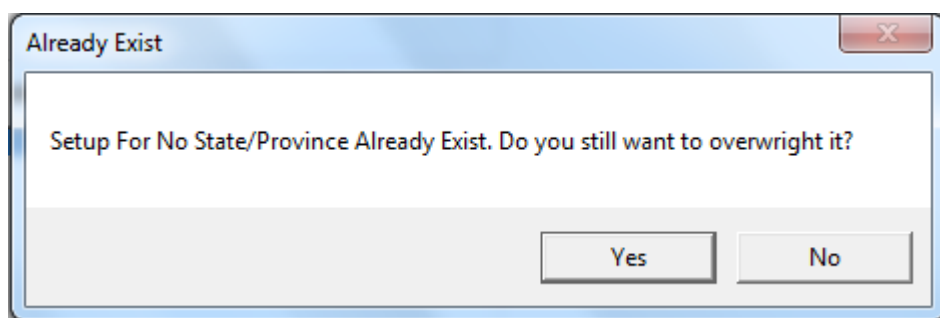 Already Exist
Setup For No State/Province Already Exist. Do you still want to overwright it?
Yes
No